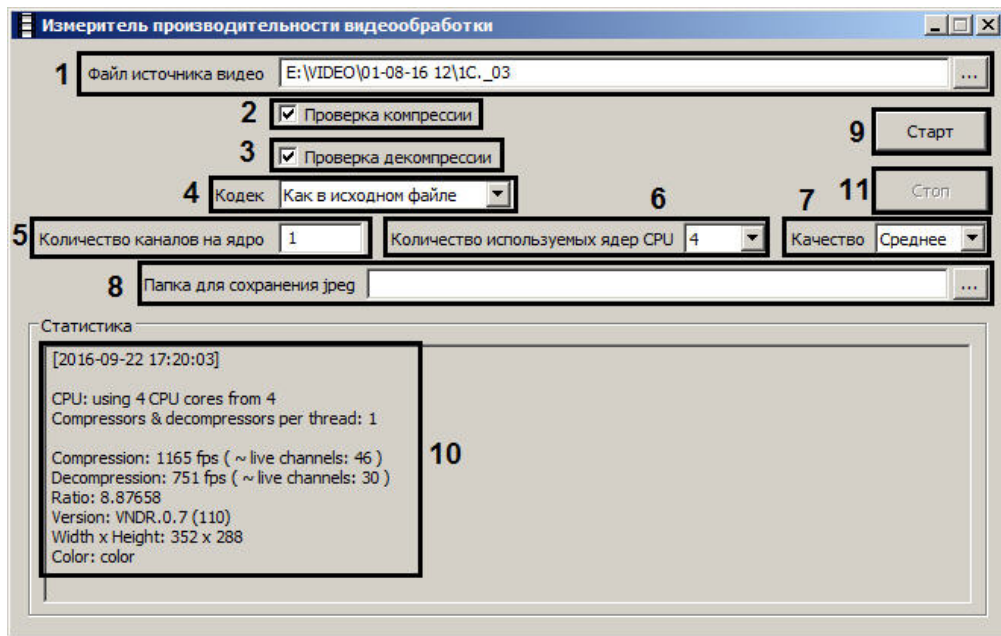 Измеритель производительности видеообработки
1 Файл источника видео E:\VIDEO\01-08-16 12\1C._03 ...
2 Проверка компрессии
9 Старт
3 Проверка декомпрессии
4 Кодек Как в исходном файле
6
7
11 Стоп
5 Количество каналов на ядро 1 Количество используемых ядер CPU 4 Качество Среднее
8 Папка для сохранения jpeg ...
Статистика
[2016-09-22 17:20:03]
CPU: using 4 CPU cores from 4
Compressors & decompressors per thread: 1
Compression: 1165 fps ( ~ live channels: 46 )
10
Decompression: 751 fps ( ~ live channels: 30 )
Ratio: 8.87658
Version: VNDR.0.7 (110)
Width x Height: 352 x 288
Color: color